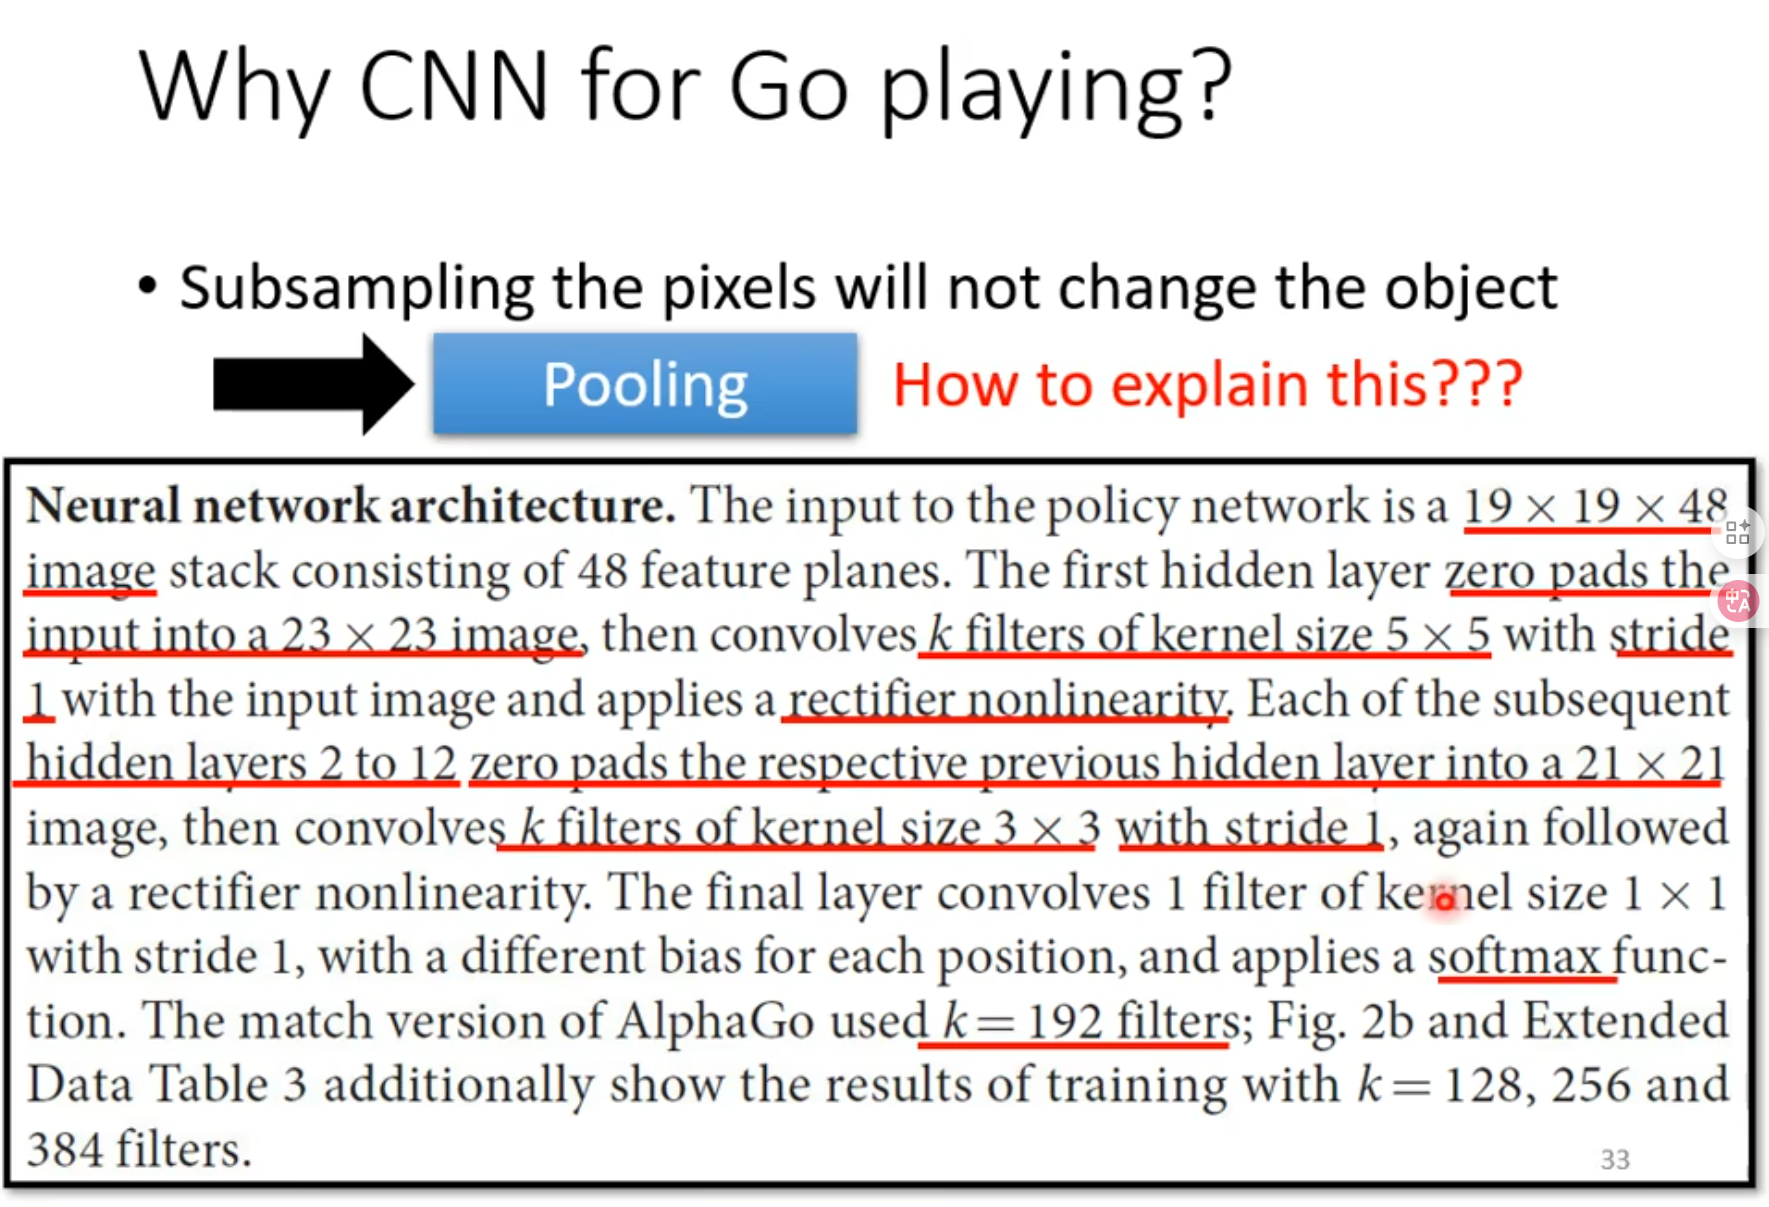 Why CNN for Go playing?
• Subsampling the pixels will not change the object
Pooling How to explain this???
Neural network architecture. The input to the policy network is a 19 × 19 × 48
image stack consisting of 48 feature planes. The first hidden layer zero pads the
input into a 23 × 23 image, then convolves k filters of kernel size 5 × 5 with stride
1 with the input image and applies a rectifier nonlinearity. Each of the subsequent
hidden layers 2 to 12 zero pads the respective previous hidden layer into a 21 × 21
image, then convolves k filters of kernel size 3 × 3 with stride 1, again followed
by a rectifier nonlinearity. The final layer convolves 1 filter of kernel size 1 × 1
with stride 1, with a different bias for each position, and applies a softmax func-
tion. The match version of AlphaGo used k = 192 filters; Fig. 2b and Extended
Data Table 3 additionally show the results of training with k = 128, 256 and
384 filters.
33
中A